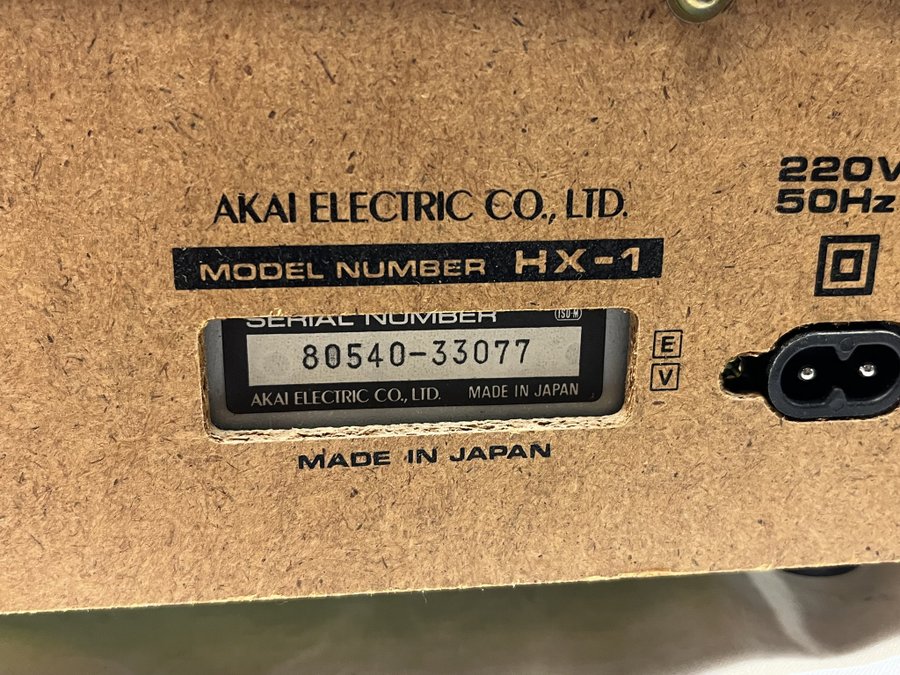 AKAI ELECTRIC CO., LTD.
MODEL NUMBER HX-1
SERIAL NUMBER (ISO-M)
80540-33077
AKAI ELECTRIC CO., LTD. MADE IN JAPAN
MADE IN JAPAN
E
V
220V
50Hz